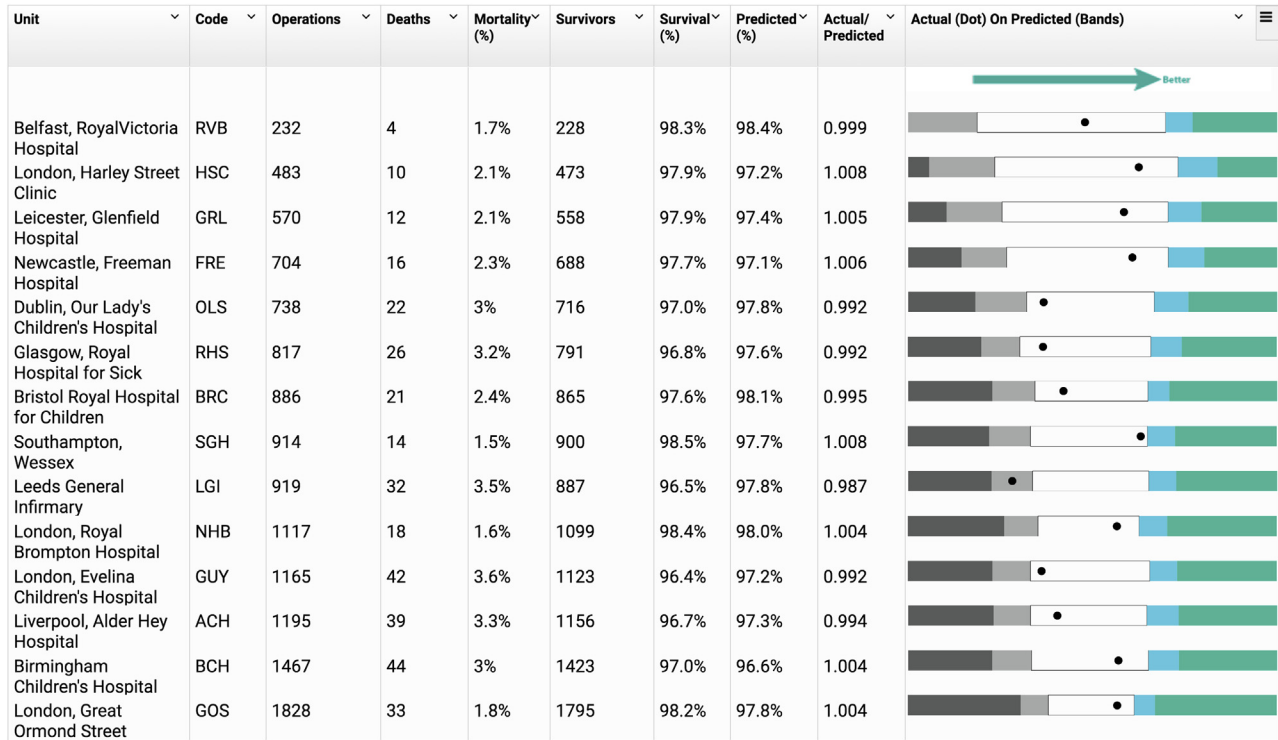 Unit Code Operations Deaths Mortality Survivors Survival Predicted Actual/ Actual (Dot) On Predicted (Bands)
(%) (%) (%) Predicted
Better
Belfast, RoyalVictoria RVB 232 4 1.7% 228 98.3% 98.4% 0.999
Hospital
London, Harley Street HSC 483 10 2.1% 473 97.9% 97.2% 1.008
Clinic
Leicester, Glenfield GRL 570 12 2.1% 558 97.9% 97.4% 1.005
Hospital
Newcastle, Freeman FRE 704 16 2.3% 688 97.7% 97.1% 1.006
Hospital
Dublin, Our Lady's OLS 738 22 3% 716 97.0% 97.8% 0.992
Children's Hospital
Glasgow, Royal RHS 817 26 3.2% 791 96.8% 97.6% 0.992
Hospital for Sick
Bristol Royal Hospital BRC 886 21 2.4% 865 97.6% 98.1% 0.995
for Children
Southampton, SGH 914 14 1.5% 900 98.5% 97.7% 1.008
Wessex
Leeds General LGI 919 32 3.5% 887 96.5% 97.8% 0.987
Infirmary
London, Royal NHB 1117 18 1.6% 1099 98.4% 98.0% 1.004
Brompton Hospital
London, Evelina GUY 1165 42 3.6% 1123 96.4% 97.2% 0.992
Children's Hospital
Liverpool, Alder Hey ACH 1195 39 3.3% 1156 96.7% 97.3% 0.994
Hospital
Birmingham BCH 1467 44 3% 1423 97.0% 96.6% 1.004
Children's Hospital
London, Great GOS 1828 33 1.8% 1795 98.2% 97.8% 1.004
Ormond Street